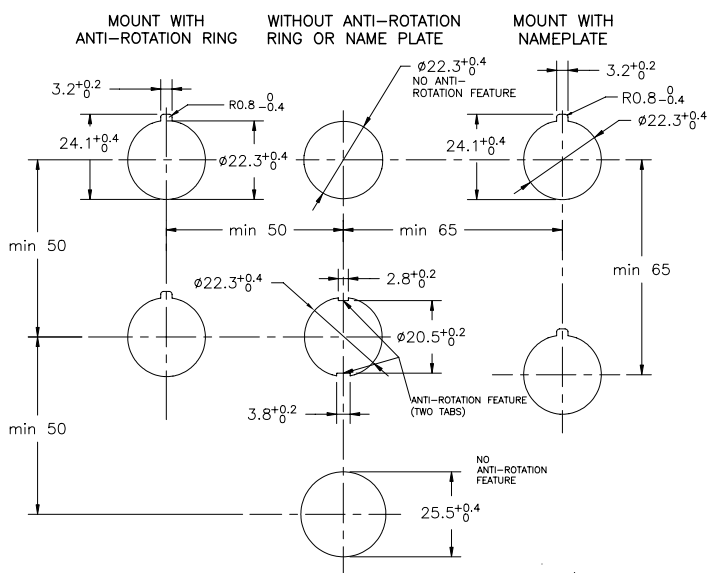 MOUNT WITH
ANTI-ROTATION RING
WITHOUT ANTI-ROTATION
RING OR NAME PLATE
MOUNT WITH
NAMEPLATE
3.2+0.2 0
R0.8 0 -0.4
24.1+0.4 0
ø22.3+0.4 0
ø22.3+0.4 0
NO ANTI-
ROTATION FEATURE
3.2+0.2 0
R0.8 0 -0.4
24.1+0.4 0
ø22.3+0.4 0
min 50
min 50
min 65
min 65
ø22.3+0.4 0
2.8+0.2 0
ø20.5+0.2 0
3.8+0.2 0
ANTI-ROTATION FEATURE
(TWO TABS)
min 50
NO
ANTI-ROTATION
FEATURE
25.5+0.4 0